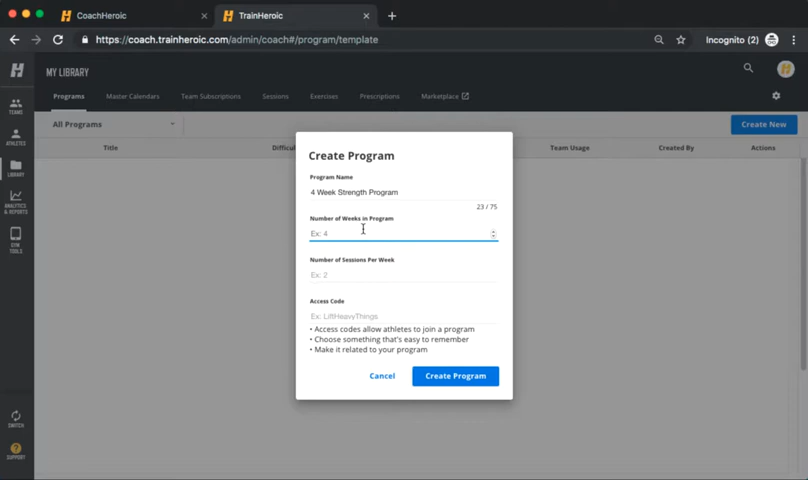 CoachHeroic
TrainHeroic
https://coach.trainheroic.com/admin/coach#/program/template
Incognito (2)
MY LIBRARY
Programs
Master Calendars
Team Subscriptions
Sessions
Exercises
Prescriptions
Marketplace
All Programs
Create New
Title
Difficul
Team Usage
Created By
Actions
TEAMS
ATHLETES
LIBRARY
ANALYTICS & REPORTS
GYM TOOLS
SWITCH
SUPPORT
Create Program
Program Name
4 Week Strength Program
23 / 75
Number of Weeks in Program
Ex: 4
Number of Sessions Per Week
Ex: 2
Access Code
Ex: LiftHeavyThings
• Access codes allow athletes to join a program
• Choose something that's easy to remember
• Make it related to your program
Cancel
Create Program